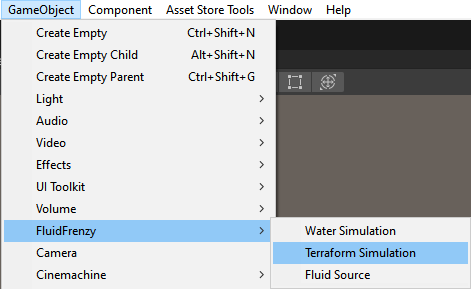 GameObject Component Asset Store Tools Window Help
Create Empty Ctrl+Shift+N
Create Empty Child Alt+Shift+N
Create Empty Parent Ctrl+Shift+G
Light
Audio
Video
Effects
UI Toolkit
Volume
FluidFrenzy
Water Simulation
Camera
Terraform Simulation
Cinemachine
Fluid Source